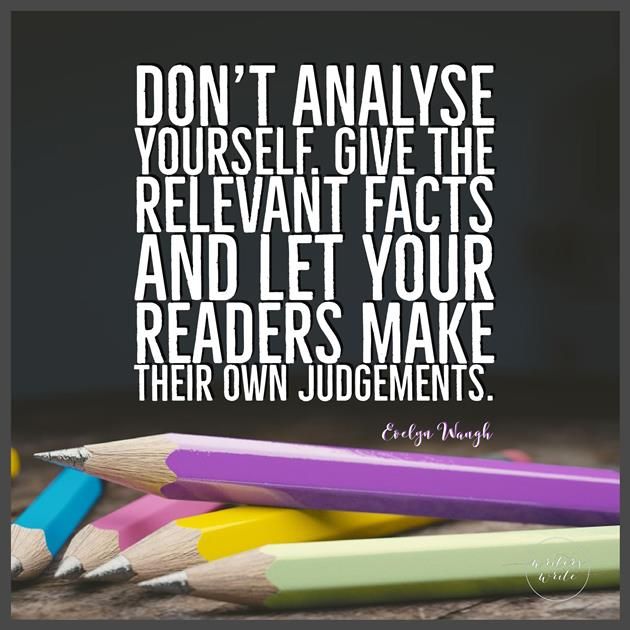 DON'T ANALYSE
YOURSELF. GIVE THE
RELEVANT FACTS
AND LET YOUR
READERS MAKE
THEIR OWN JUDGEMENTS.
Evelyn Waugh
writers
write